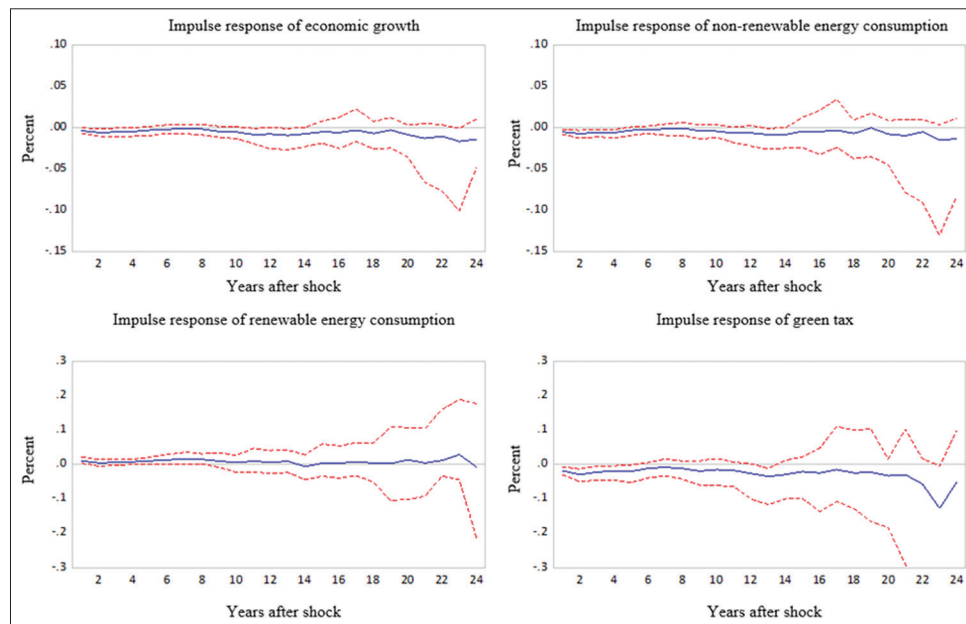 Impulse response of economic growth
Impulse response of non-renewable energy consumption
.10
.05
.00
-.05
-.10
-.15
Percent
2 4 6 8 10 12 14 16 18 20 22 24
Years after shock
.10
.05
.00
-.05
-.10
-.15
Percent
2 4 6 8 10 12 14 16 18 20 22 24
Years after shock
Impulse response of renewable energy consumption
Impulse response of green tax
.3
.2
.1
.0
-.1
-.2
-.3
Percent
2 4 6 8 10 12 14 16 18 20 22 24
Years after shock
.3
.2
.1
.0
-.1
-.2
-.3
Percent
2 4 6 8 10 12 14 16 18 20 22 24
Years after shock